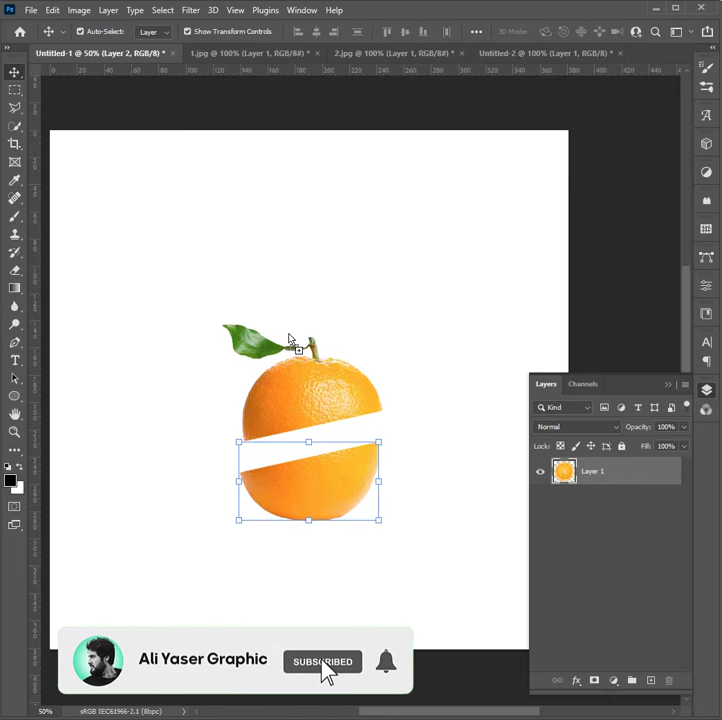 Ps File Edit Image Layer Type Select Filter 3D View Plugins Window Help
Auto-Select: Layer Show Transform Controls 3D Mode:
Untitled-1 @ 50% (Layer 2, RGB/8) * × 1.jpg @ 100% (Layer 1, RGB/8#) * × 2.jpg @ 100% (Layer 1, RGB/8#) * × Untitled-2 @ 100% (Layer 1, RGB/8) * ×
Layers Channels
Kind
Normal Opacity: 100%
Lock: Fill: 100%
Layer 1
Ali Yaser Graphic SUBSCRIBED
50% sRGB IEC61966-2.1 (8bpc)